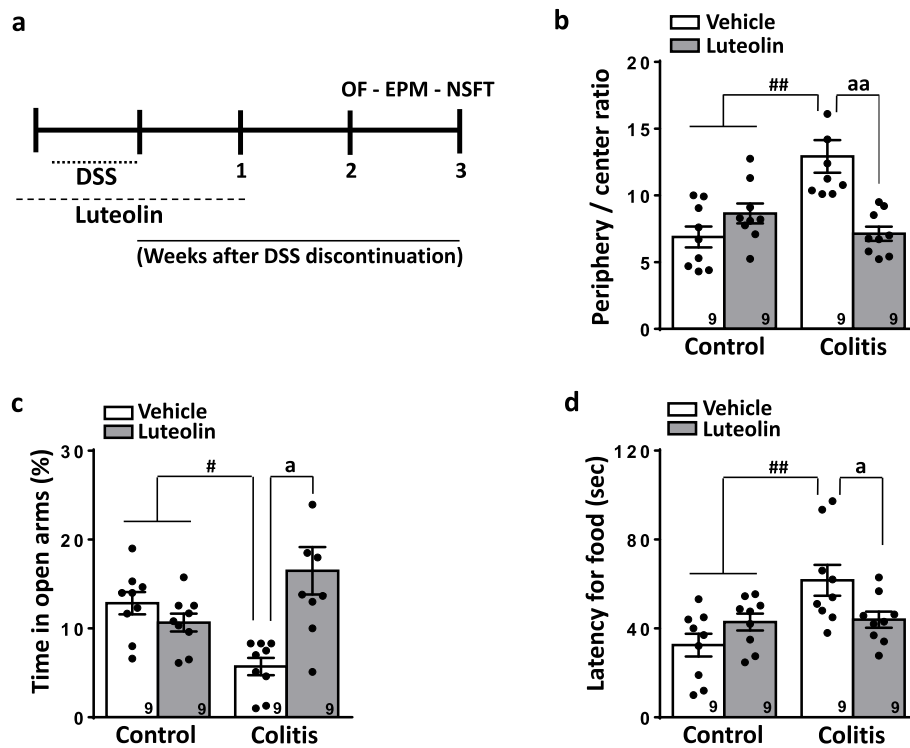 a
OF - EPM - NSFT
1 2 3
DSS
Luteolin
(Weeks after DSS discontinuation)
b
Vehicle
Luteolin
Periphery / center ratio
20
15
10
5
0
## aa
9 9 9 9
Control Colitis
c
Vehicle
Luteolin
Time in open arms (%)
30
20
10
0
# a
9 9 9 9
Control Colitis
d
Vehicle
Luteolin
Latency for food (sec)
120
80
40
0
## a
9 9 9 9
Control Colitis